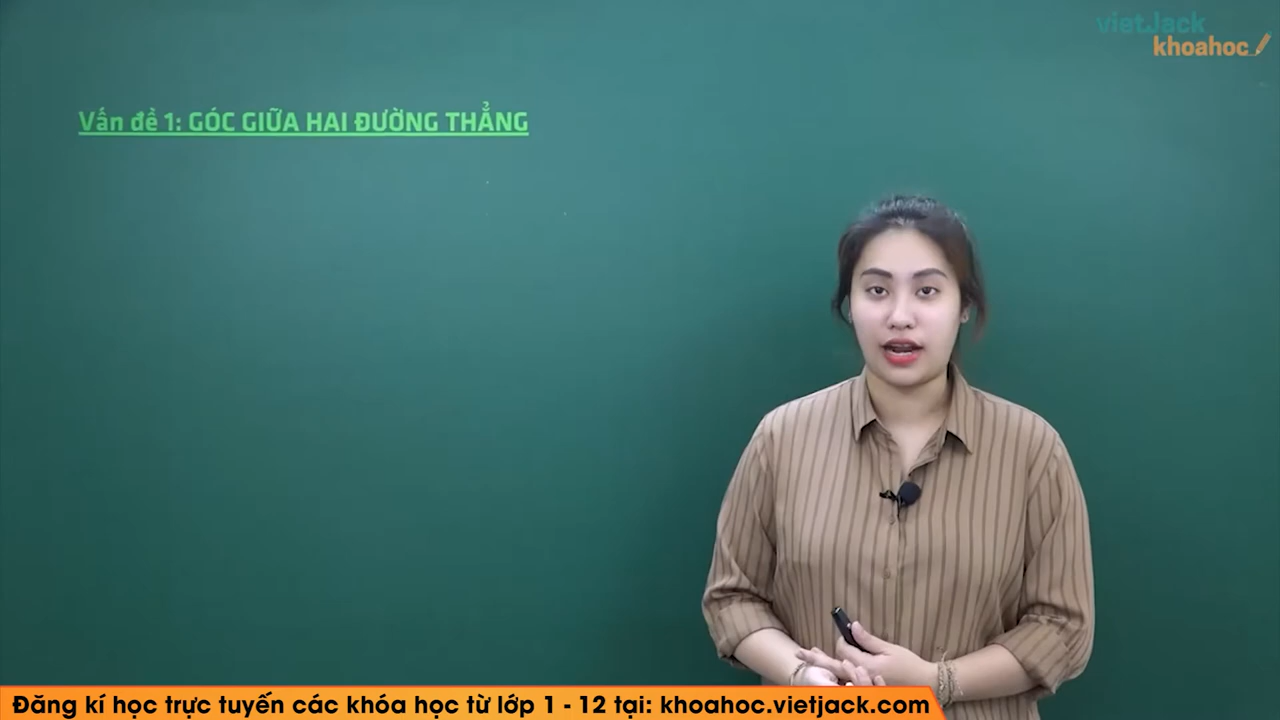 vietJack
khoahoc
Vấn đề 1: GÓC GIỮA HAI ĐƯỜNG THẲNG
Đăng kí học trực tuyến các khóa học từ lớp 1 - 12 tại: khoahoc.vietjack.com